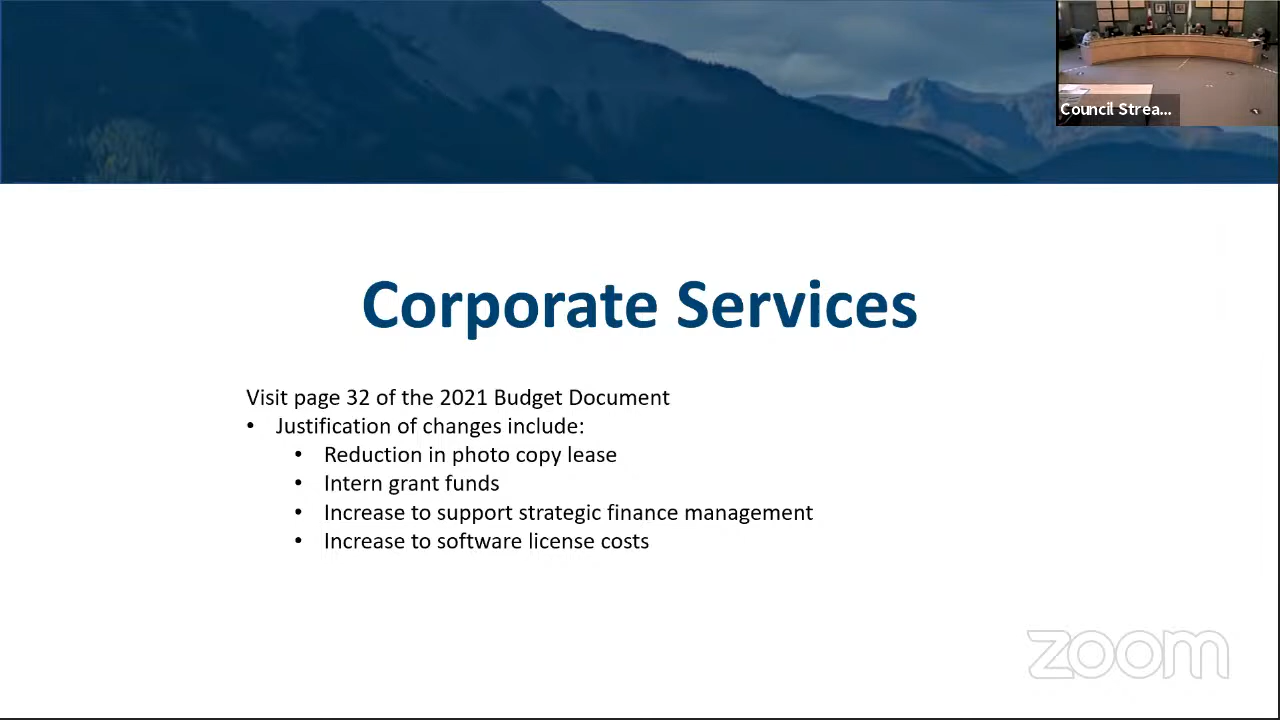 Council Strea...
Corporate Services
Visit page 32 of the 2021 Budget Document
• Justification of changes include:
• Reduction in photo copy lease
• Intern grant funds
• Increase to support strategic finance management
• Increase to software license costs
zoom